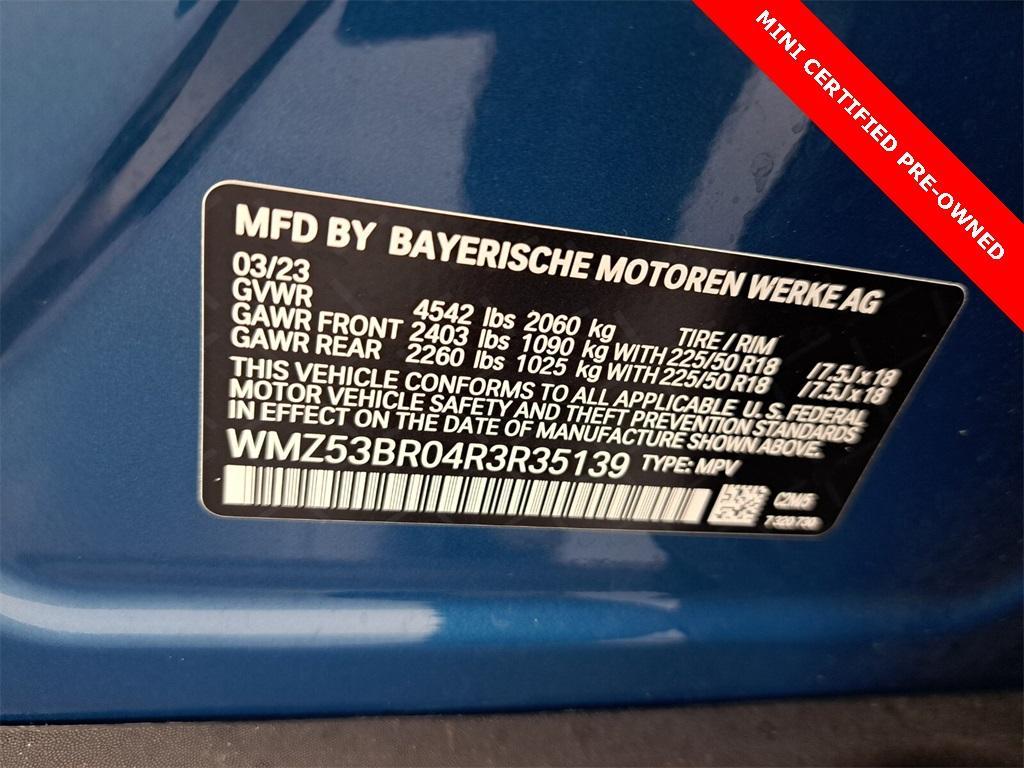 MINI CERTIFIED PRE-OWNED
MFD BY BAYERISCHE MOTOREN WERKE AG
03/23
GVWR 4542 lbs 2060 kg TIRE / RIM
GAWR FRONT 2403 lbs 1090 kg WITH 225/50 R18 /7.5J x 18
GAWR REAR 2260 lbs 1025 kg WITH 225/50 R18 /7.5J x 18
THIS VEHICLE CONFORMS TO ALL APPLICABLE U.S. FEDERAL
MOTOR VEHICLE SAFETY AND THEFT PREVENTION STANDARDS
IN EFFECT ON THE DATE OF MANUFACTURE SHOWN ABOVE.
WMZ53BR04R3R35139 TYPE: MPV
7 320 730